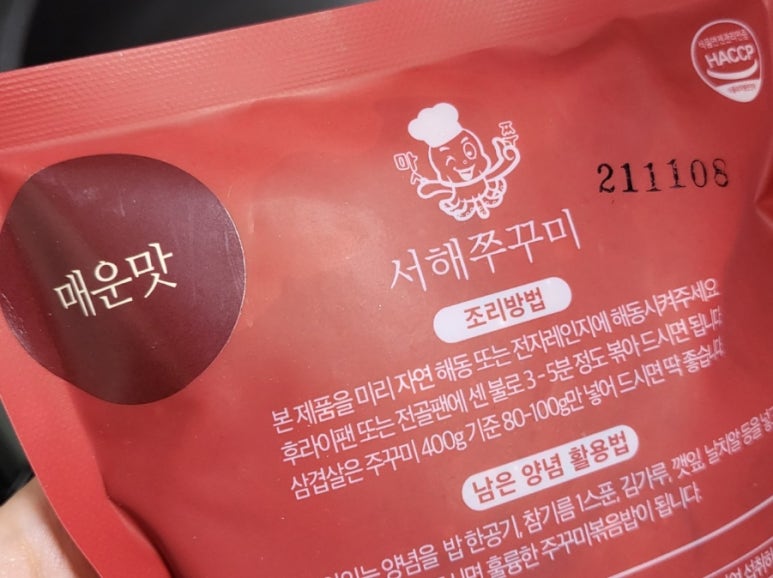 HACCP
211108
서해쭈꾸미
매운맛
조리방법
본 제품을 미리 자연 해동 또는 전자레인지에 해동시켜주세요
후라이팬 또는 전골팬에 센 불로 3-5분 정도 볶아 드시면 됩니다
삼겹살은 주꾸미 400g 기준 80-100g만 넣어 드시면 딱 좋습니다
남은 양념 활용법
있는 양념을 밥 한공기, 참기름 1스푼, 김가루, 깻잎, 날치알 등을
훌륭한 주꾸미볶음밥이 됩니다.